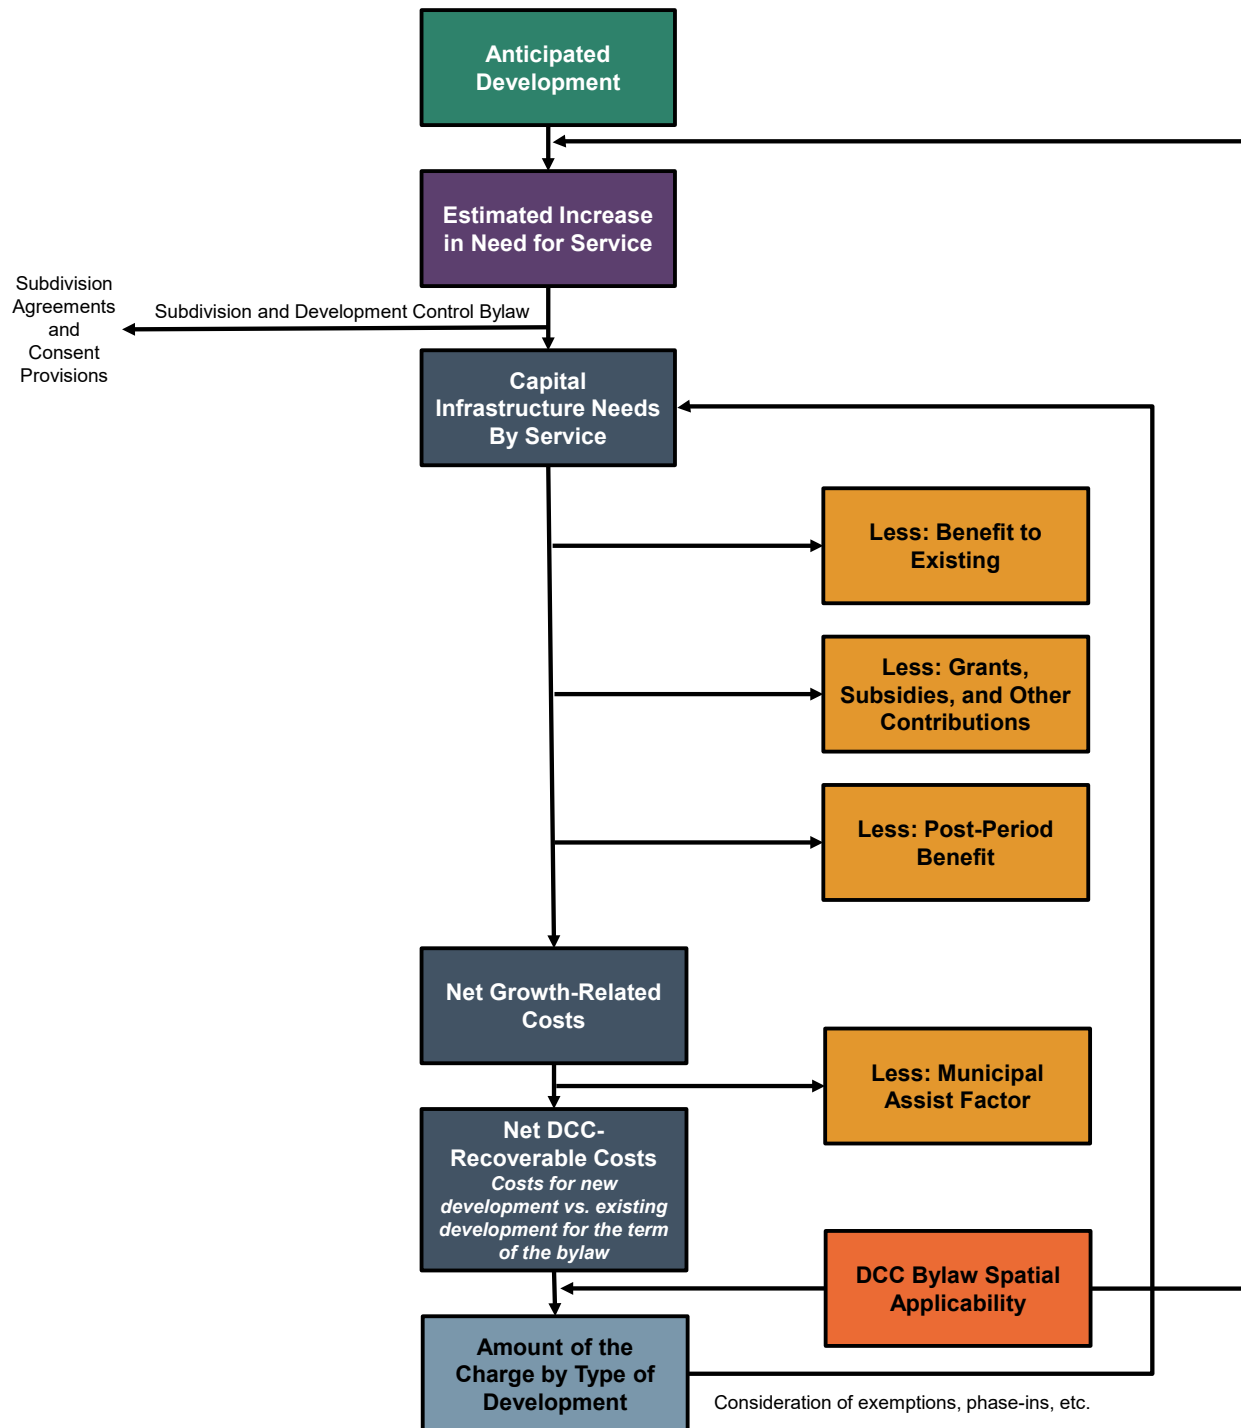 Anticipated
Development
Estimated Increase
in Need for Service
Subdivision
Agreements
and
Consent
Provisions
Subdivision and Development Control Bylaw
Capital
Infrastructure Needs
By Service
Less: Benefit to
Existing
Less: Grants,
Subsidies, and Other
Contributions
Less: Post-Period
Benefit
Net Growth-Related
Costs
Less: Municipal
Assist Factor
Net DCC-
Recoverable Costs
Costs for new
development vs. existing
development for the term
of the bylaw
DCC Bylaw Spatial
Applicability
Amount of the
Charge by Type of
Development
Consideration of exemptions, phase-ins, etc.